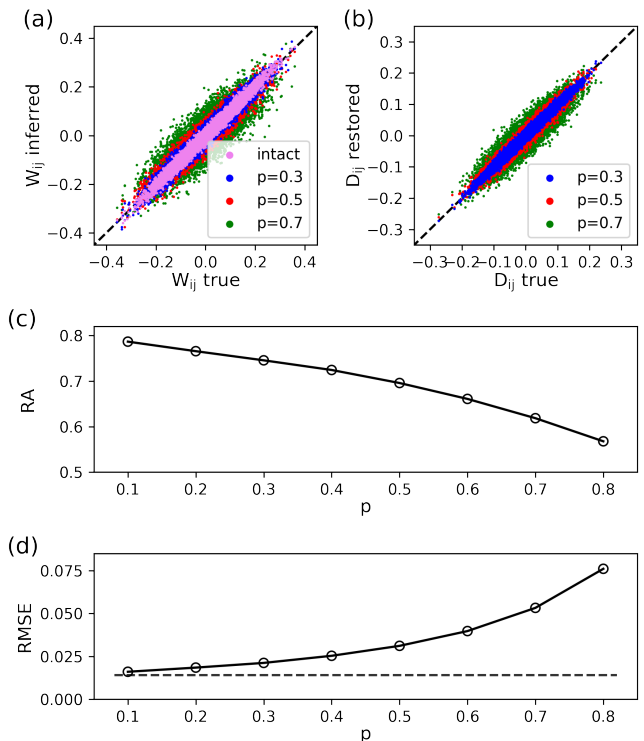 (a)
0.4
0.2
0.0
−0.2
−0.4
W_ij inferred
intact
p=0.3
p=0.5
p=0.7
−0.4 −0.2 0.0 0.2 0.4
W_ij true
(b)
0.3
0.2
0.1
0.0
−0.1
−0.2
−0.3
D_ij restored
p=0.3
p=0.5
p=0.7
−0.3 −0.2 −0.1 0.0 0.1 0.2 0.3
D_ij true
(c)
0.8
0.7
0.6
0.5
RA
0.1 0.2 0.3 0.4 0.5 0.6 0.7 0.8
p
(d)
0.075
0.050
0.025
0.000
RMSE
0.1 0.2 0.3 0.4 0.5 0.6 0.7 0.8
p